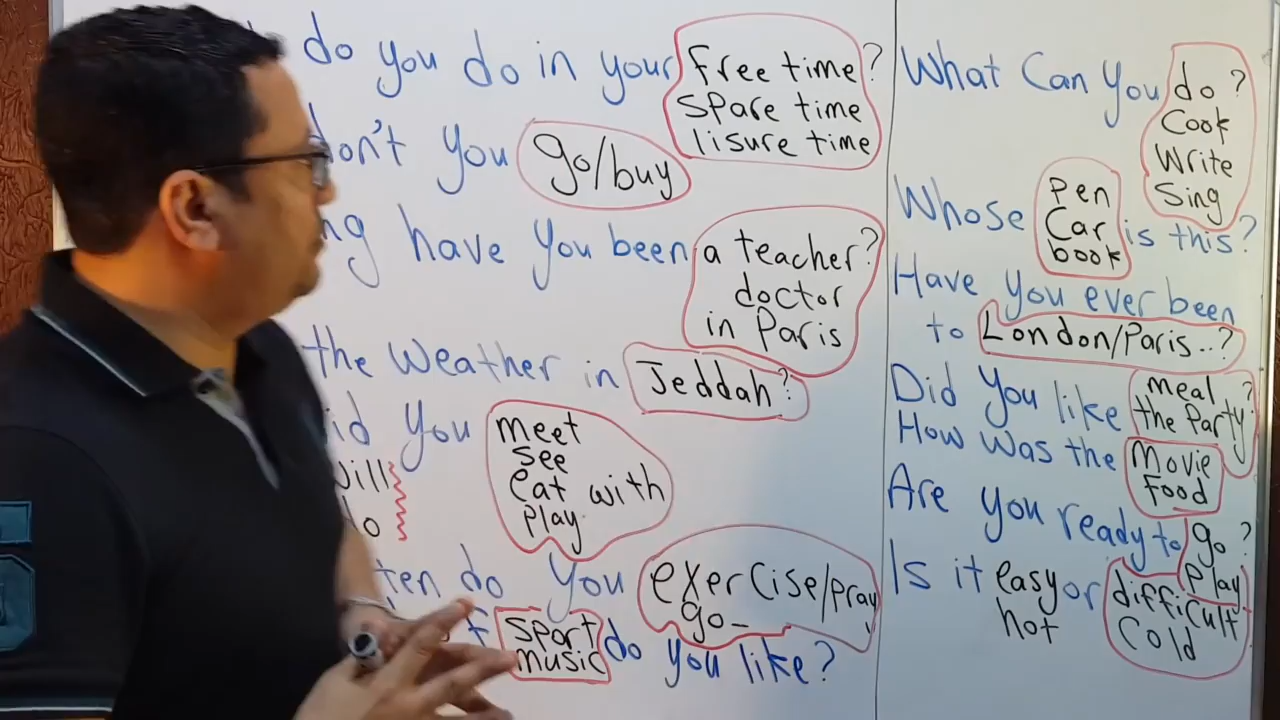 do you do in your free time?
spare time
lisure time
don't you go/buy
have you been a teacher?
doctor
in Paris
the weather in Jeddah?
you meet
see
eat with
play
do you exercise/pray
go-
sport
music do you like?
What Can You do?
Cook
Write
Sing
Whose Pen
Car is this?
book
Have you ever been
to London/Paris..?
Did You like meal
the Party?
How Was the Movie
food
Are you ready to go?
Play
Is it easy or difficult
hot Cold